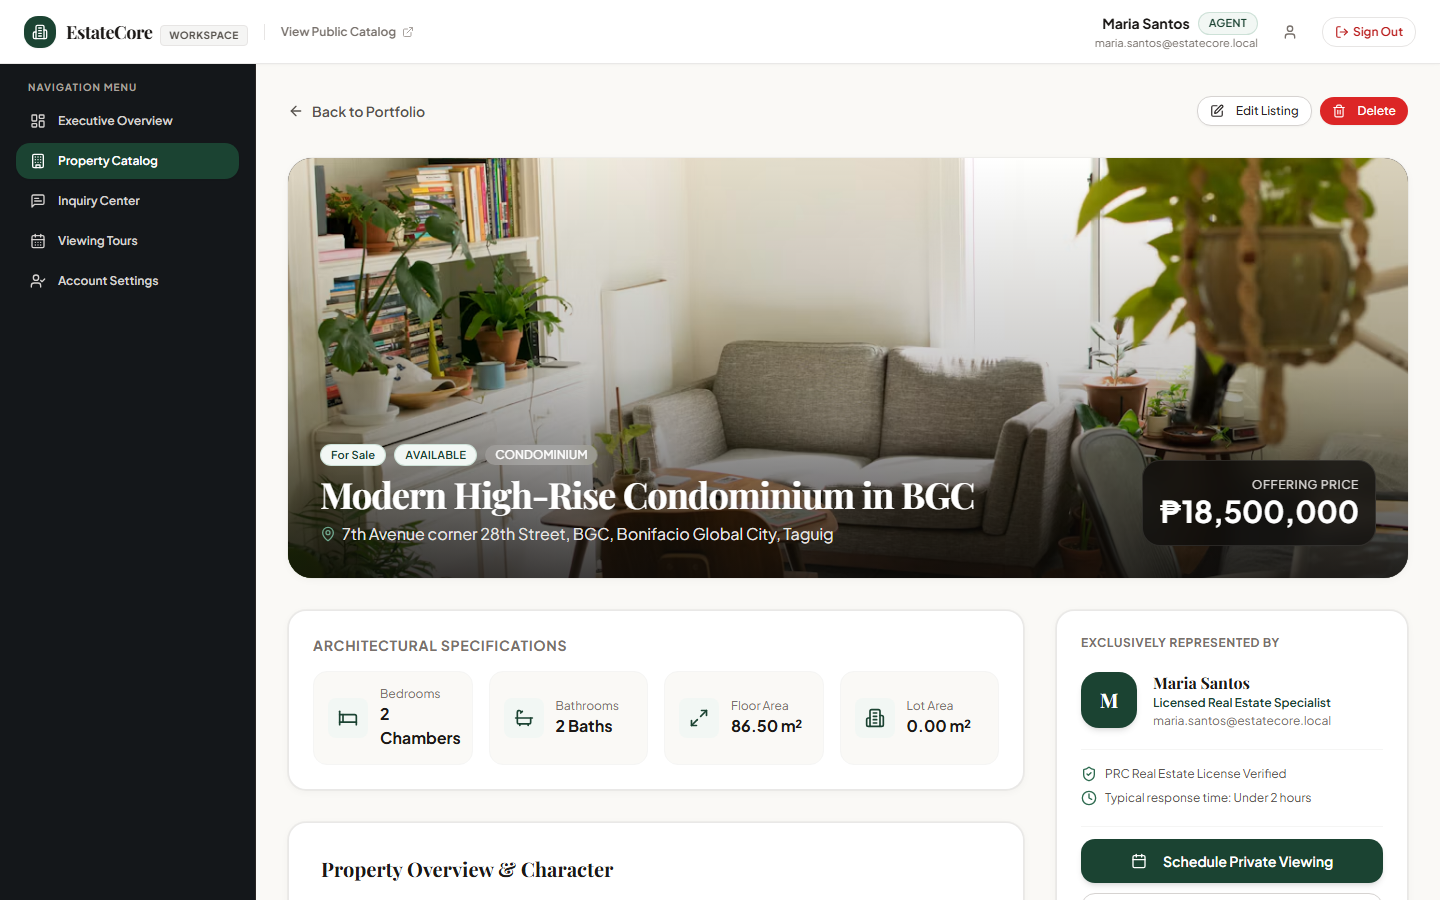 EstateCore
WORKSPACE
View Public Catalog
Maria Santos
AGENT
maria.santos@estatecore.local
Sign Out
NAVIGATION MENU
Executive Overview
Property Catalog
Inquiry Center
Viewing Tours
Account Settings
Back to Portfolio
Edit Listing
Delete
For Sale
AVAILABLE
CONDOMINIUM
Modern High-Rise Condominium in BGC
7th Avenue corner 28th Street, BGC, Bonifacio Global City, Taguig
OFFERING PRICE
₱18,500,000
ARCHITECTURAL SPECIFICATIONS
Bedrooms
2
Chambers
Bathrooms
2 Baths
Floor Area
86.50 m²
Lot Area
0.00 m²
Property Overview & Character
EXCLUSIVELY REPRESENTED BY
M
Maria Santos
Licensed Real Estate Specialist
maria.santos@estatecore.local
PRC Real Estate License Verified
Typical response time: Under 2 hours
Schedule Private Viewing